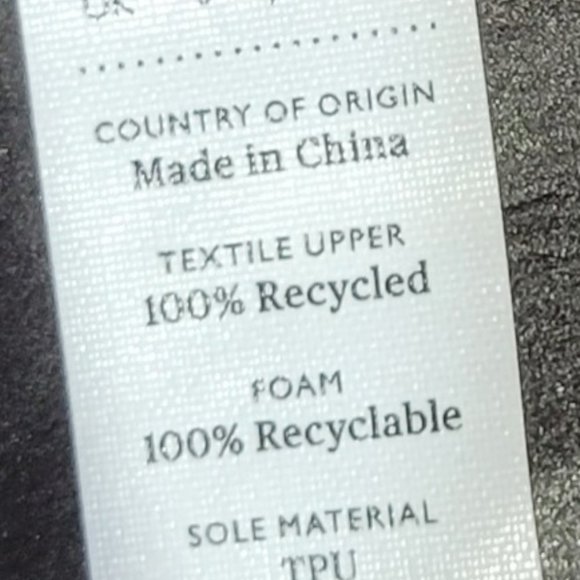 COUNTRY OF ORIGIN
Made in China
TEXTILE UPPER
100% Recycled
FOAM
100% Recyclable
SOLE MATERIAL
TPU